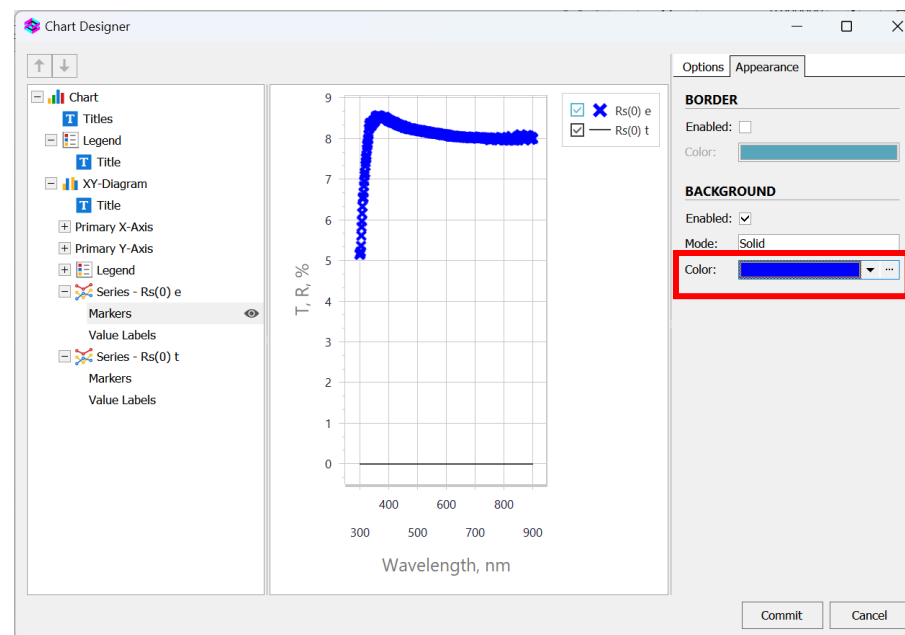 Chart Designer
Chart
Titles
Legend
Title
XY-Diagram
Title
Primary X-Axis
Primary Y-Axis
Legend
Series - Rs(0) e
Markers
Value Labels
Series - Rs(0) t
Markers
Value Labels
9
8
7
6
5
4
3
2
1
0
T, R, %
400 600 800
300 500 700 900
Wavelength, nm
Rs(0) e
Rs(0) t
Options Appearance
BORDER
Enabled:
Color:
BACKGROUND
Enabled:
Mode: Solid
Color:
Commit Cancel